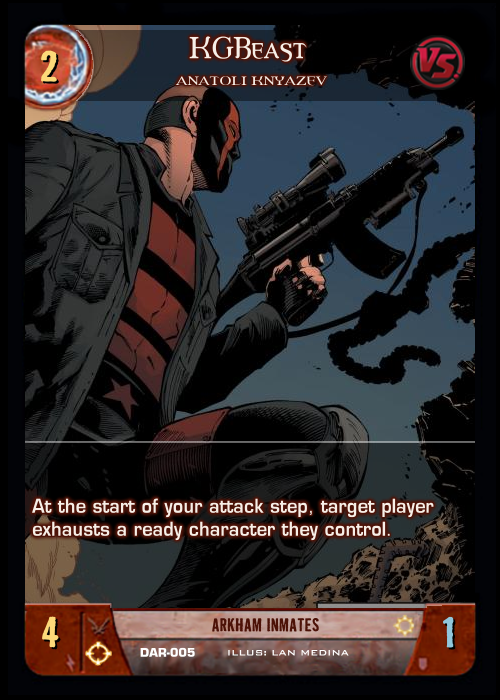 2
KGBeast
VS
ANATOLI KNYAZEV
At the start of your attack step, target player
exhausts a ready character they control.
4
ARKHAM INMATES
1
DAR-005 ILLUS: LAN MEDINA